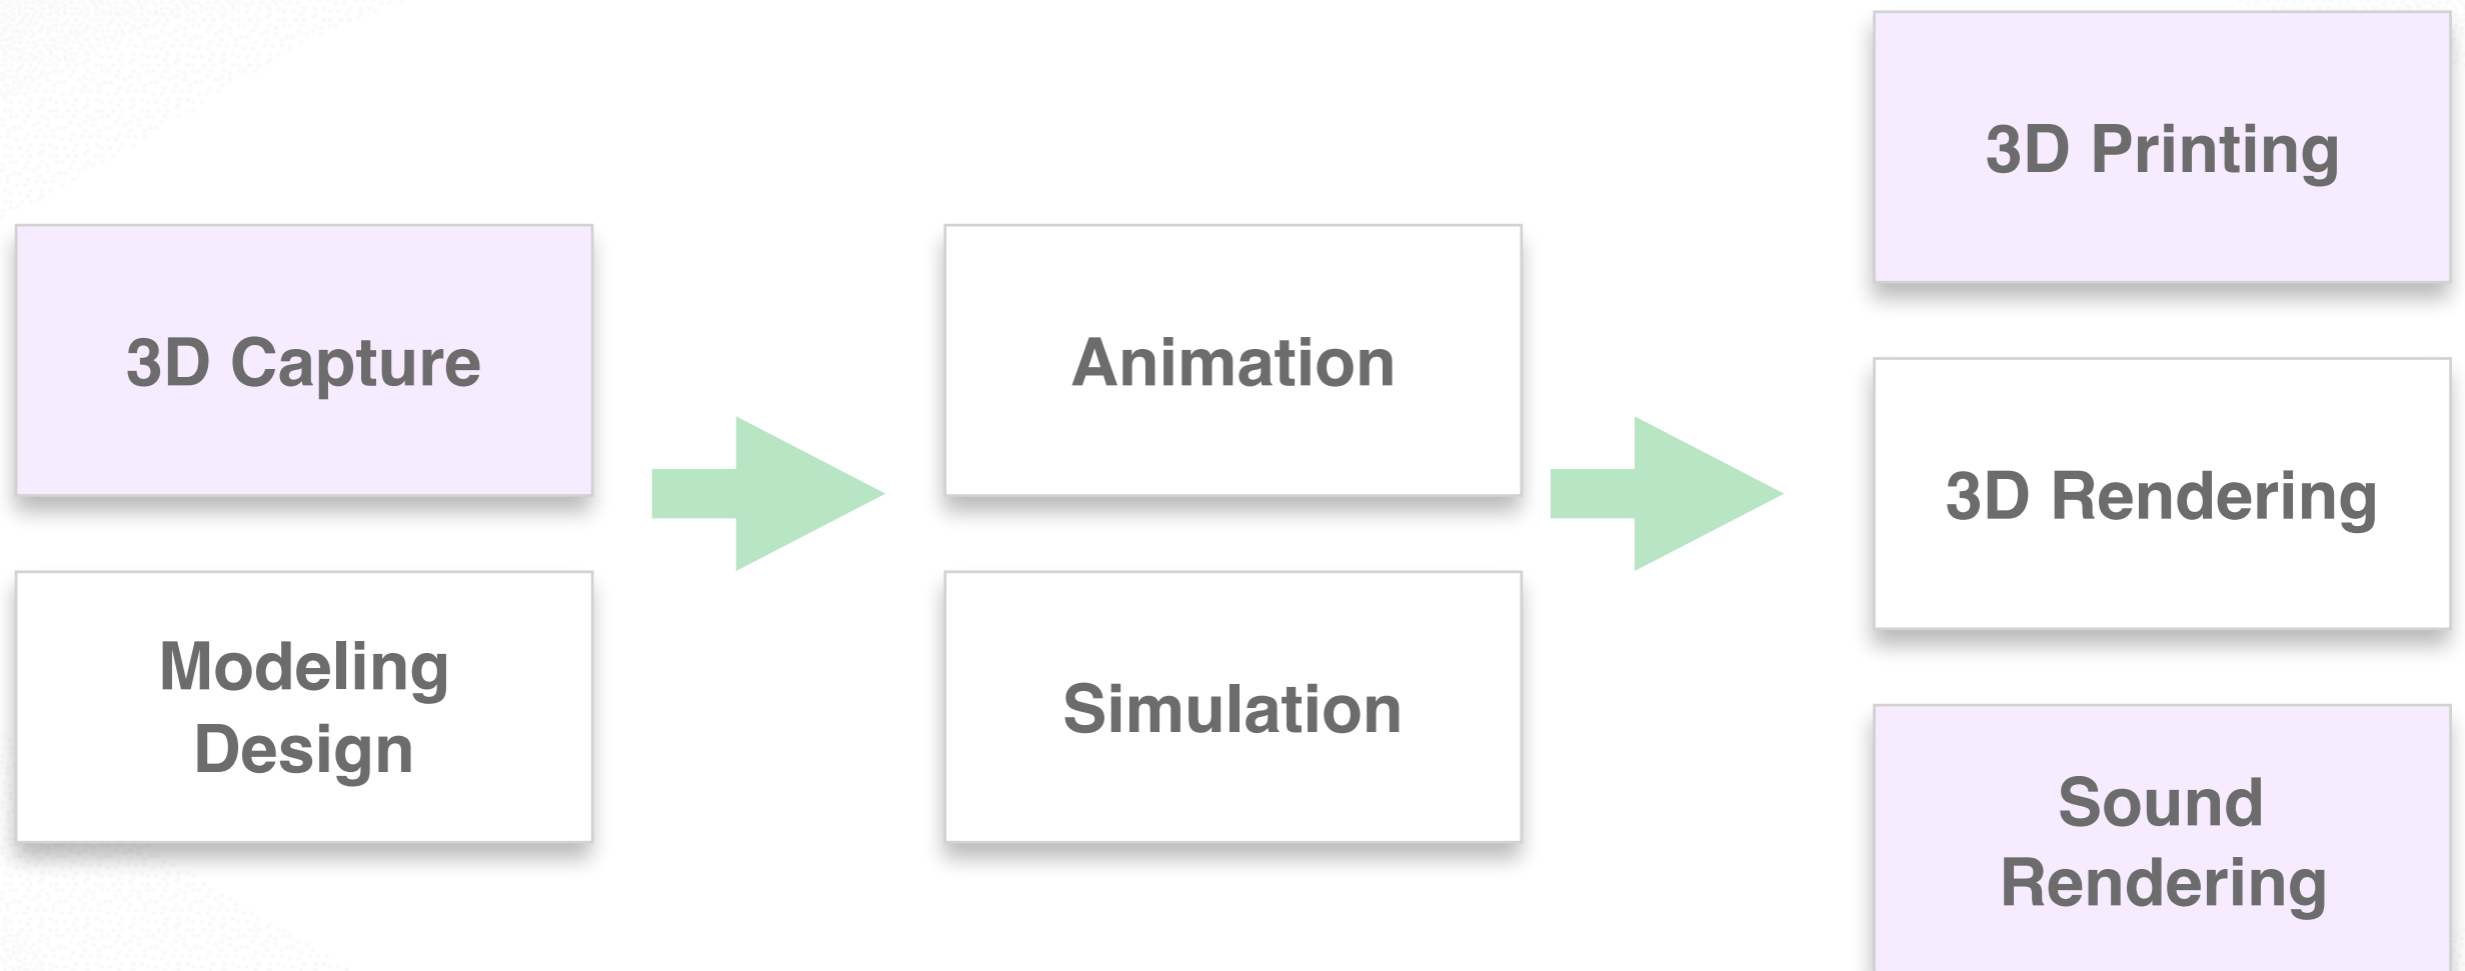 3D Capture
Modeling
Design
Animation
Simulation
3D Printing
3D Rendering
Sound
Rendering